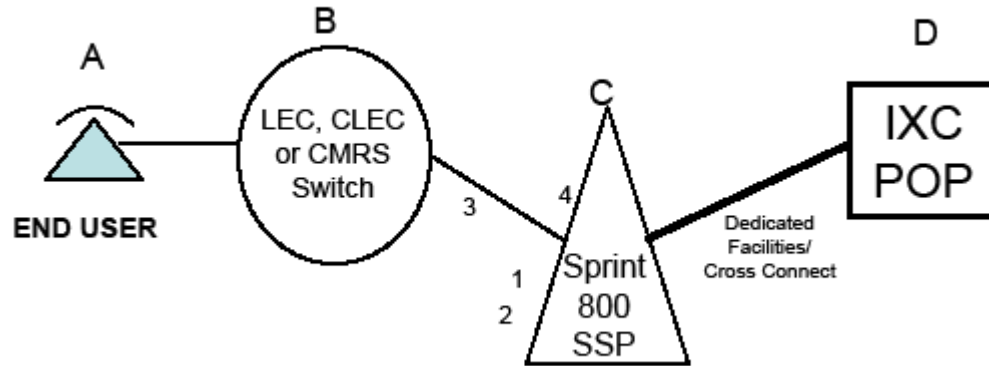 A
END USER
B
LEC, CLEC
or CMRS
Switch
3
1
2
C
4
Sprint
800
SSP
Dedicated
Facilities/
Cross Connect
D
IXC
POP